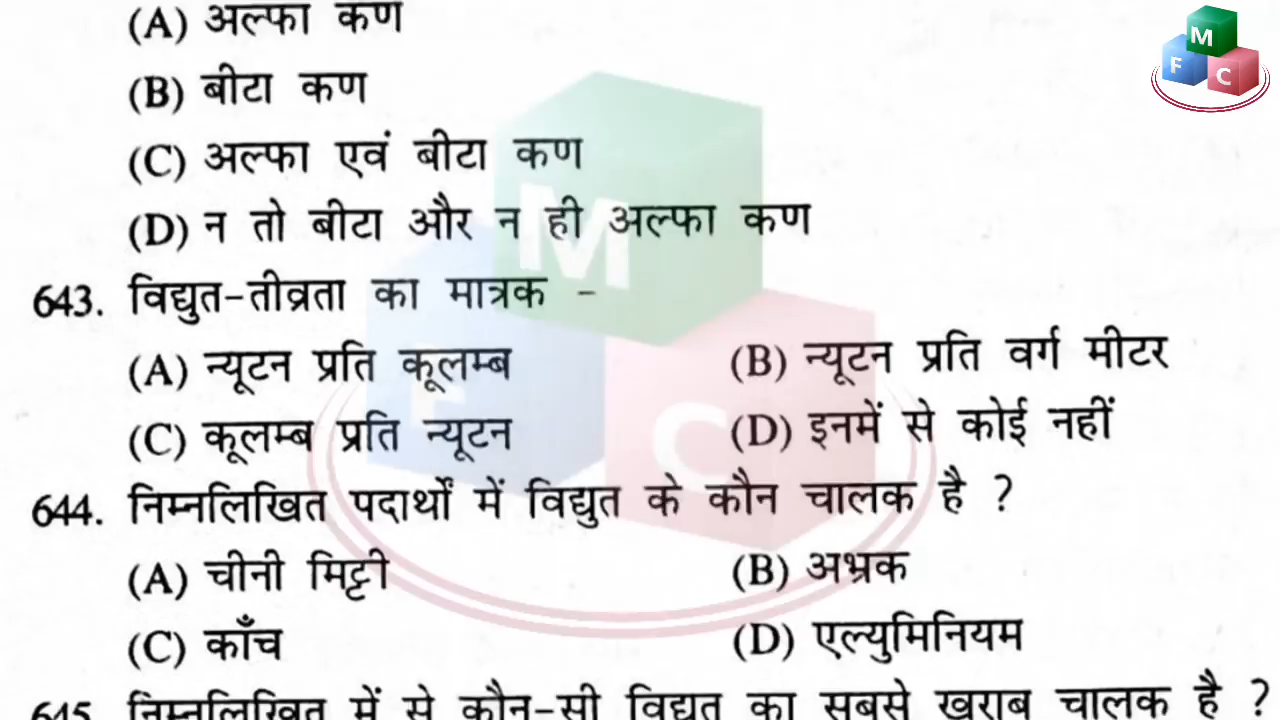 (A) अल्फा कण
(B) बीटा कण
(C) अल्फा एवं बीटा कण
(D) न तो बीटा और न ही अल्फा कण
643. विद्युत-तीव्रता का मात्रक -
(A) न्यूटन प्रति कूलम्ब (B) न्यूटन प्रति वर्ग मीटर
(C) कूलम्ब प्रति न्यूटन (D) इनमें से कोई नहीं
644. निम्नलिखित पदार्थों में विद्युत के कौन चालक है ?
(A) चीनी मिट्टी (B) अभ्रक
(C) काँच (D) एल्युमिनियम
645. निम्नलिखित में से कौन-सी विद्युत का सबसे खराब चालक है ?
M
F C
M
F C